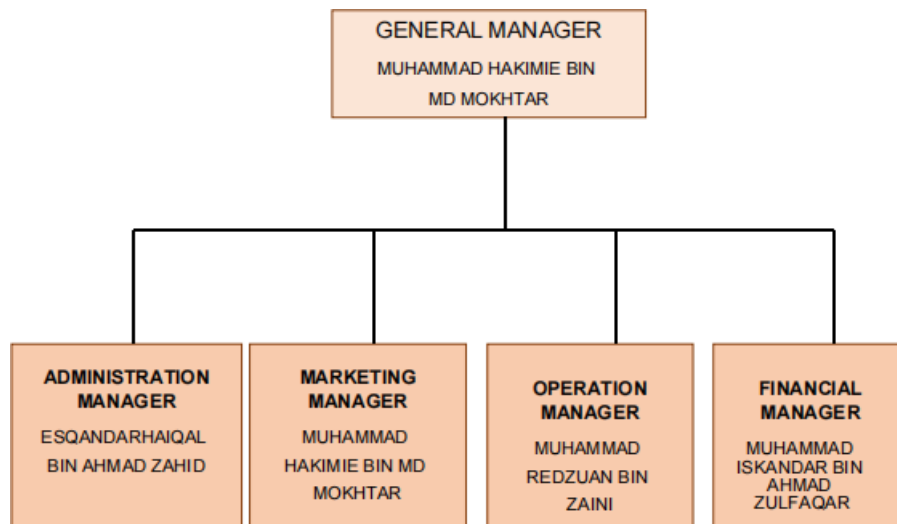 GENERAL MANAGER
MUHAMMAD HAKIMIE BIN
MD MOKHTAR
ADMINISTRATION
MANAGER
ESQANDARHAIQAL
BIN AHMAD ZAHID
MARKETING
MANAGER
MUHAMMAD
HAKIMIE BIN MD
MOKHTAR
OPERATION
MANAGER
MUHAMMAD
REDZUAN BIN
ZAINI
FINANCIAL
MANAGER
MUHAMMAD
ISKANDAR BIN
AHMAD
ZULFAQAR